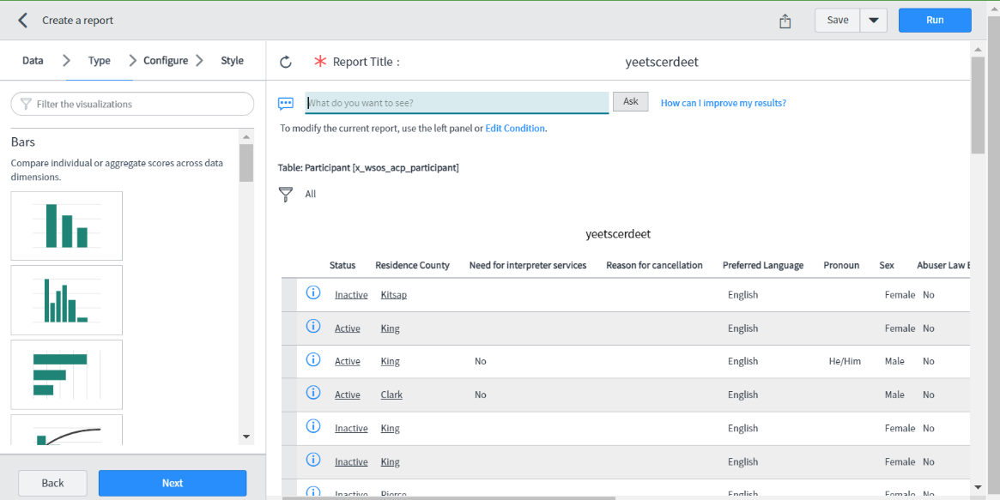 Create a report
Save
Run
Data
Type
Configure
Style
Report Title :
yeetscerdeet
Filter the visualizations
What do you want to see?
Ask
How can I improve my results?
To modify the current report, use the left panel or Edit Condition.
Bars
Compare individual or aggregate scores across data
dimensions.
Table: Participant [x_wsos_acp_participant]
All
yeetscerdeet
Status Residence County Need for interpreter services Reason for cancellation Preferred Language Pronoun Sex Abuser Law
Inactive Kitsap English Female No
Active King English Female No
Active King No English He/Him Male No
Active Clark No English Male No
Inactive King English Female No
Inactive King English Female No
Inactive Pierce English Female No
Back
Next